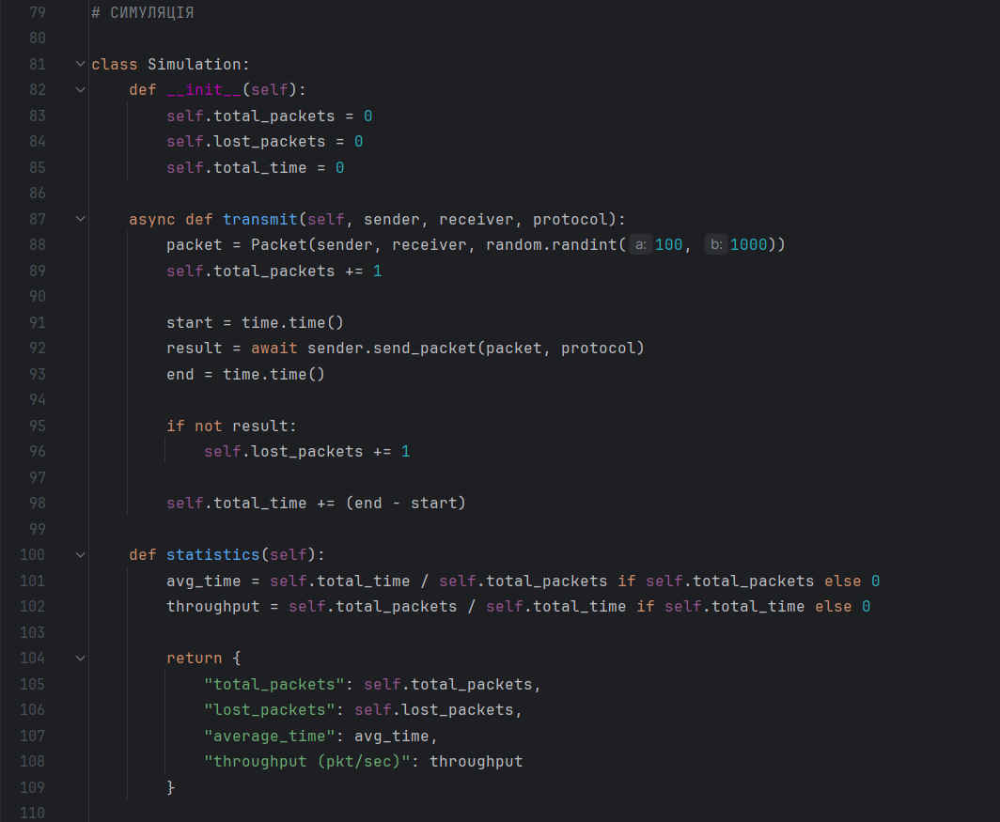 79 # СИМУЛЯЦІЯ
80
81 class Simulation:
82     def __init__(self):
83         self.total_packets = 0
84         self.lost_packets = 0
85         self.total_time = 0
86
87     async def transmit(self, sender, receiver, protocol):
88         packet = Packet(sender, receiver, random.randint( a: 100, b: 1000))
89         self.total_packets += 1
90
91         start = time.time()
92         result = await sender.send_packet(packet, protocol)
93         end = time.time()
94
95         if not result:
96             self.lost_packets += 1
97
98         self.total_time += (end - start)
99
100     def statistics(self):
101         avg_time = self.total_time / self.total_packets if self.total_packets else 0
102         throughput = self.total_packets / self.total_time if self.total_time else 0
103
104         return {
105             "total_packets": self.total_packets,
106             "lost_packets": self.lost_packets,
107             "average_time": avg_time,
108             "throughput (pkt/sec)": throughput
109         }
110